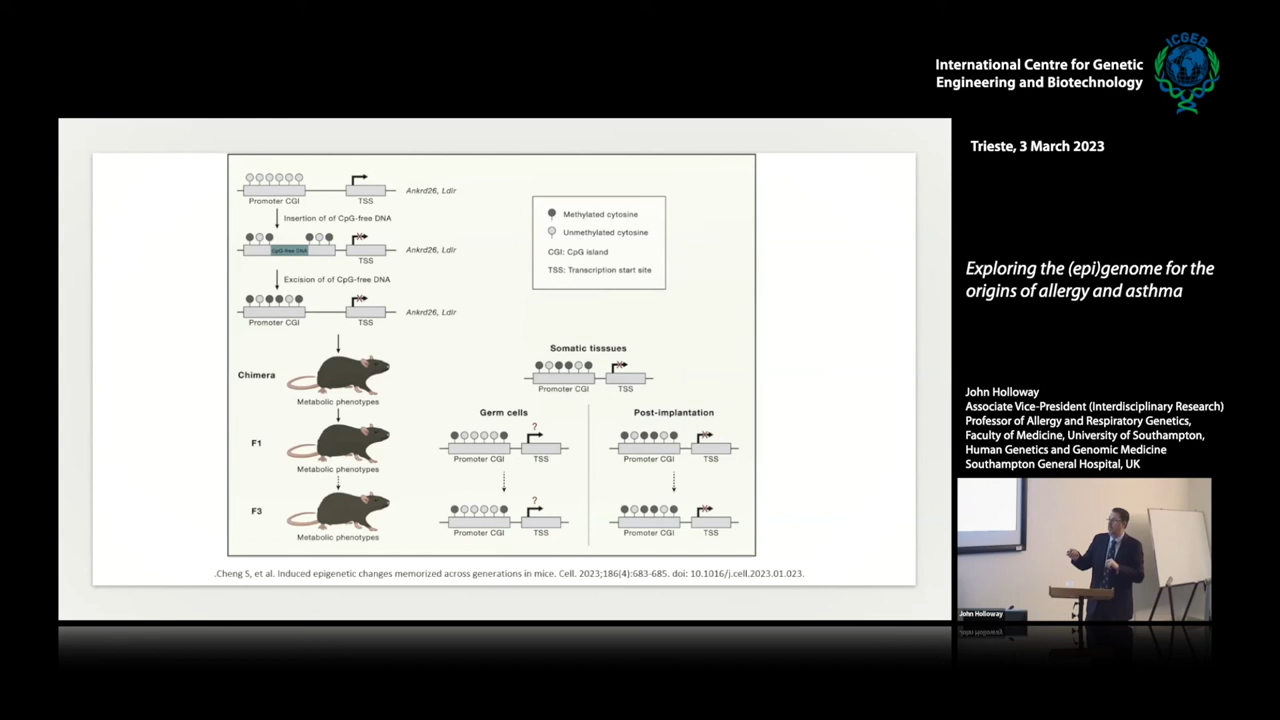 ICGEB
International Centre for Genetic
Engineering and Biotechnology
Trieste, 3 March 2023
Exploring the (epi)genome for the
origins of allergy and asthma
John Holloway
Associate Vice-President (Interdisciplinary Research)
Professor of Allergy and Respiratory Genetics,
Faculty of Medicine, University of Southampton,
Human Genetics and Genomic Medicine
Southampton General Hospital, UK
John Holloway
Promoter CGI
TSS
Ankrd26, Ldlr
Insertion of of CpG-free DNA
CpG-free DNA
TSS
Ankrd26, Ldlr
Excision of of CpG-free DNA
Promoter CGI
TSS
Ankrd26, Ldlr
Chimera
Metabolic phenotypes
F1
Metabolic phenotypes
F3
Metabolic phenotypes
Methylated cytosine
Unmethylated cytosine
CGI: CpG island
TSS: Transcription start site
Somatic tisssues
Promoter CGI
TSS
Germ cells
?
Promoter CGI
TSS
?
Promoter CGI
TSS
Post-implantation
Promoter CGI
TSS
Promoter CGI
TSS
.Cheng S, et al. Induced epigenetic changes memorized across generations in mice. Cell. 2023;186(4):683-685. doi: 10.1016/j.cell.2023.01.023.